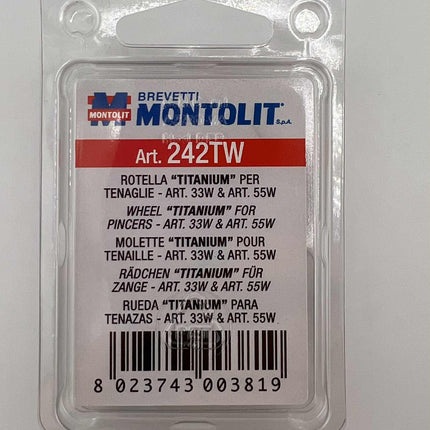 BREVETTI
MONTOLIT
MONTOLIT S.p.A.
Art. 242TW
ROTELLA “TITANIUM” PER
TENAGLIE - ART. 33W & ART. 55W
WHEEL “TITANIUM” FOR
PINCERS - ART. 33W & ART. 55W
MOLETTE “TITANIUM” POUR
TENAILLE - ART. 33W & ART. 55W
RÄDCHEN “TITANIUM” FÜR
ZANGE - ART. 33W & ART. 55W
RUEDA “TITANIUM” PARA
TENAZAS - ART. 33W & ART. 55W
8 023743 003819